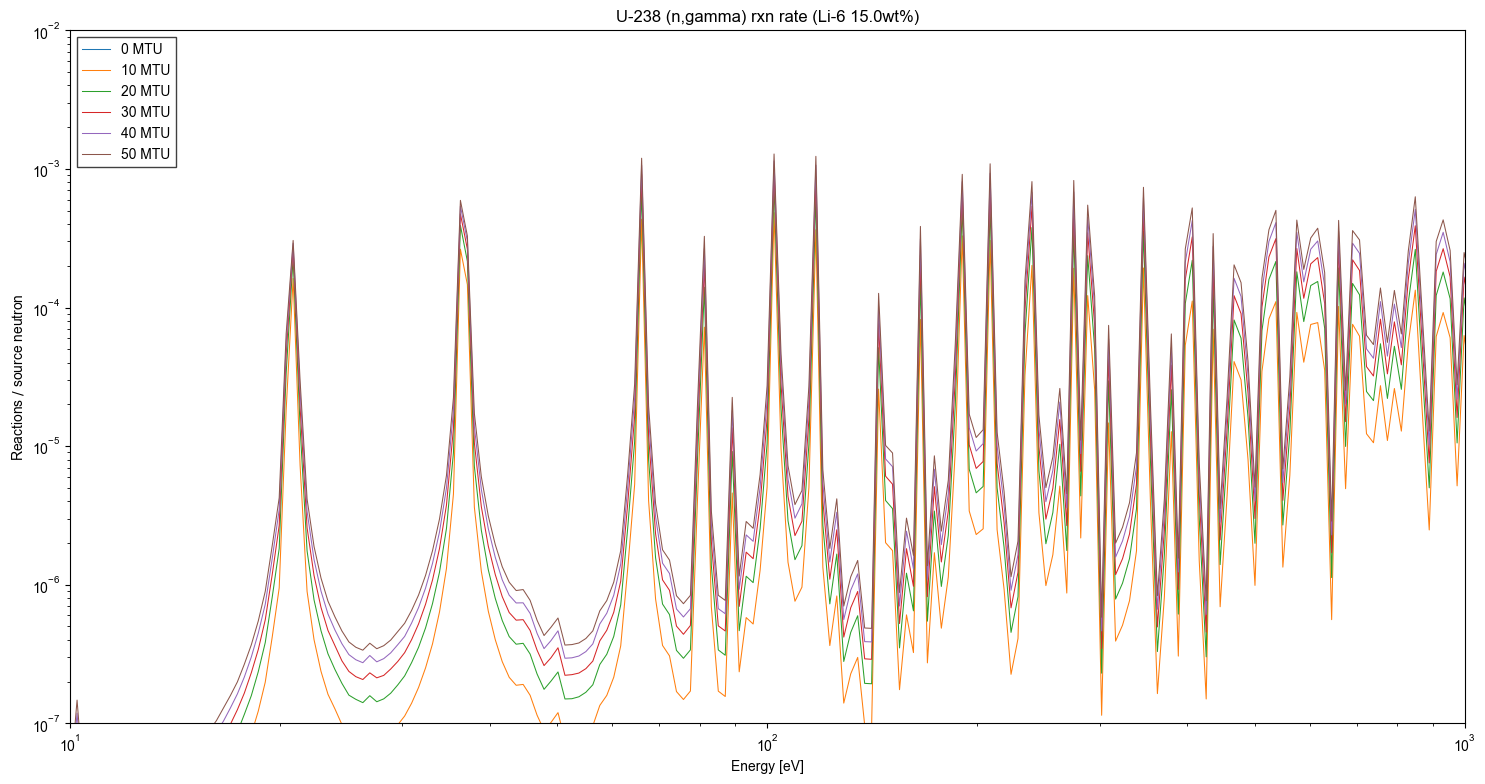 U-238 (n,gamma) rxn rate (Li-6 15.0wt%)
10⁻²
0 MTU
10 MTU
20 MTU
30 MTU
40 MTU
50 MTU
10⁻³
10⁻⁴
10⁻⁵
10⁻⁶
10⁻⁷
Reactions / source neutron
10¹
10²
10³
Energy [eV]